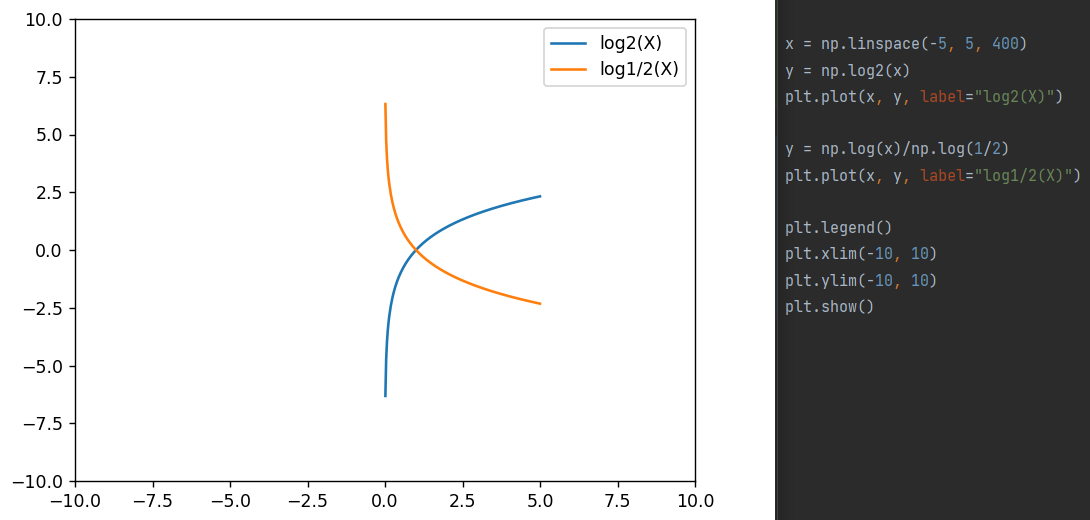 10.0
7.5
5.0
2.5
0.0
−2.5
−5.0
−7.5
−10.0
−10.0 −7.5 −5.0 −2.5 0.0 2.5 5.0 7.5 10.0
log2(X)
log1/2(X)
x = np.linspace(-5, 5, 400)
y = np.log2(x)
plt.plot(x, y, label="log2(X)")
y = np.log(x)/np.log(1/2)
plt.plot(x, y, label="log1/2(X)")
plt.legend()
plt.xlim(-10, 10)
plt.ylim(-10, 10)
plt.show()